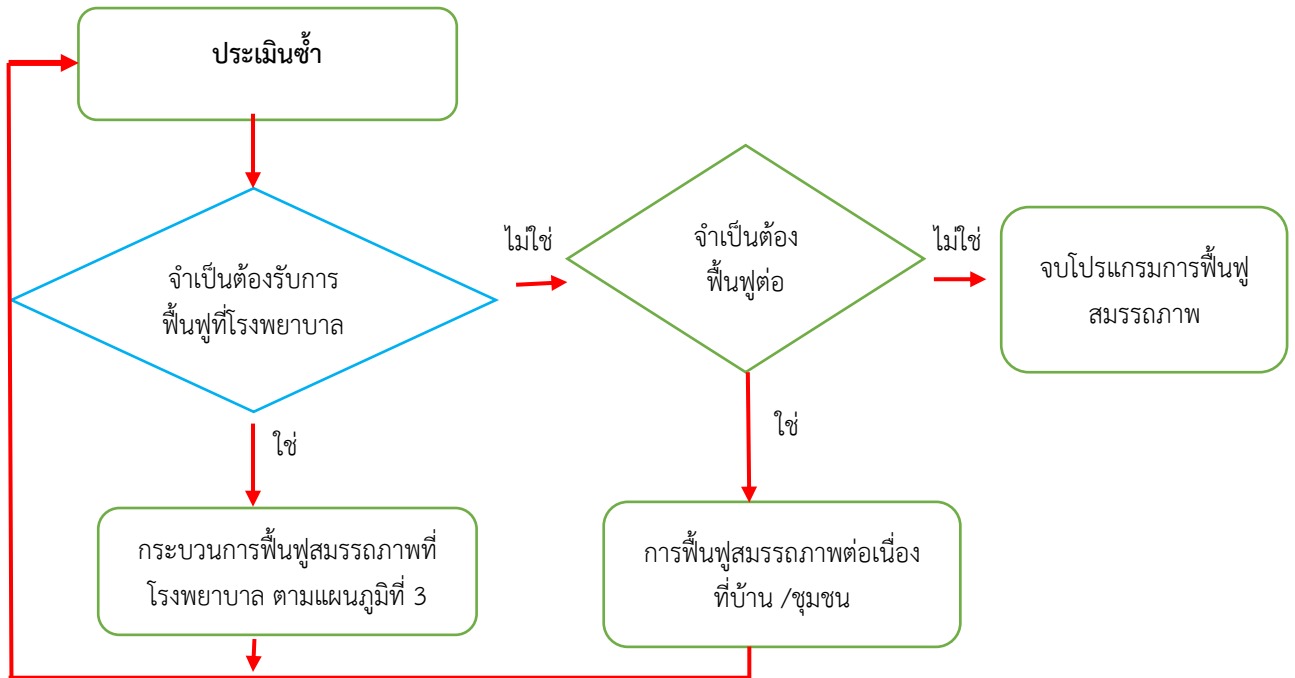 ประเมินซ้ำ
จำเป็นต้องรับการ
ฟื้นฟูที่โรงพยาบาล
ไม่ใช่
จำเป็นต้อง
ฟื้นฟูต่อ
ไม่ใช่
จบโปรแกรมการฟื้นฟู
สมรรถภาพ
ใช่
ใช่
กระบวนการฟื้นฟูสมรรถภาพที่
โรงพยาบาล ตามแผนภูมิที่ 3
การฟื้นฟูสมรรถภาพต่อเนื่อง
ที่บ้าน /ชุมชน